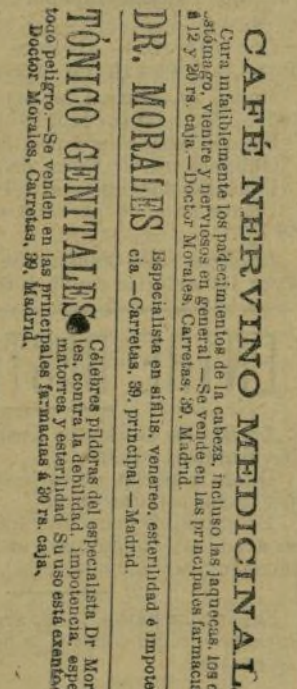 CAFÉ NERVINO MEDICINAL
Cura infaliblemente los padecimientos de la cabeza, incluso las jaquecas, los
estómago, vientre y nerviosos en general —Se vende en las principales farmacia
á 12 y 20 rs. caja.—Doctor Morales, Carretas, 39, Madrid.
DR. MORALES
Especialista en sífilis, venereo, esterilidad é impote
cia —Carretas, 39, principal —Madrid.
TÓNICO GENITALES
Célebres píldoras del especialista Dr Mor
les, contra la debilidad, impotencia, espe
matorrea y esterilidad Su uso está exento
todo peligro.—Se venden en las principales farmacias á 30 rs. caja,
Doctor Morales, Carretas, 39, Madrid.